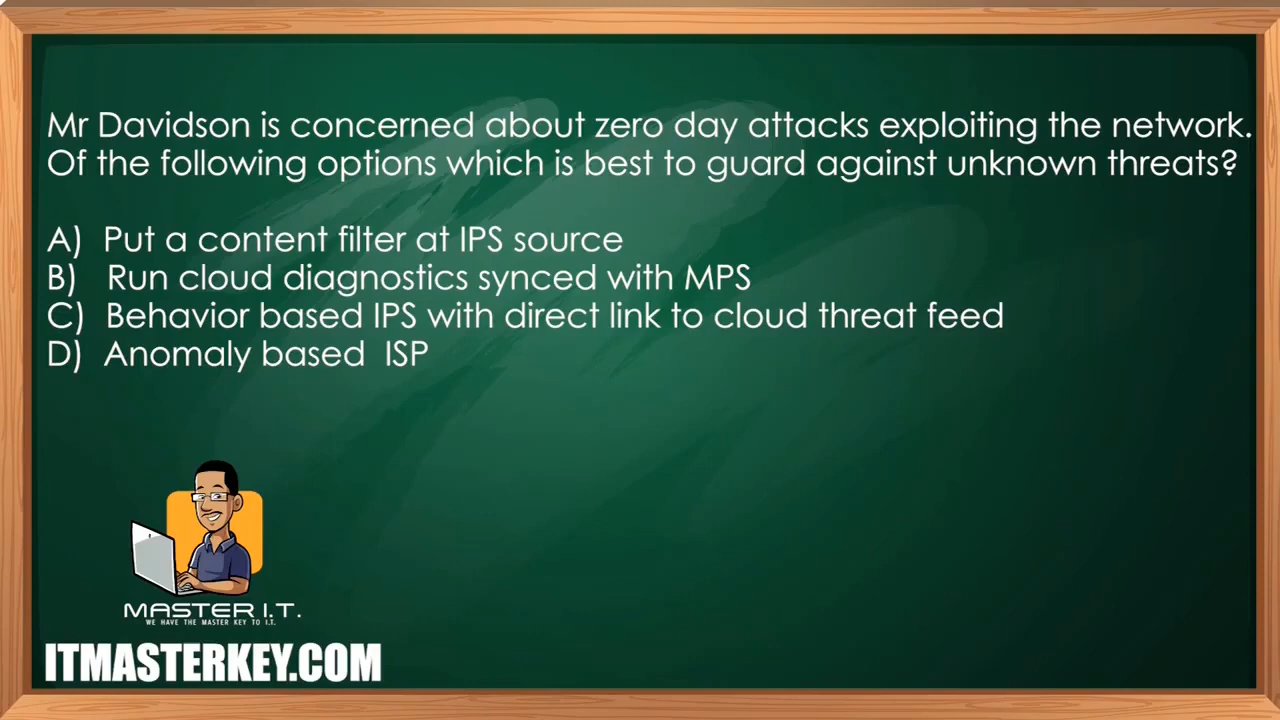 Mr Davidson is concerned about zero day attacks exploiting the network.
Of the following options which is best to guard against unknown threats?
A) Put a content filter at IPS source
B) Run cloud diagnostics synced with MPS
C) Behavior based IPS with direct link to cloud threat feed
D) Anomaly based ISP
MASTER I.T.
WE HAVE THE MASTER KEY TO I.T.
ITMASTERKEY.COM